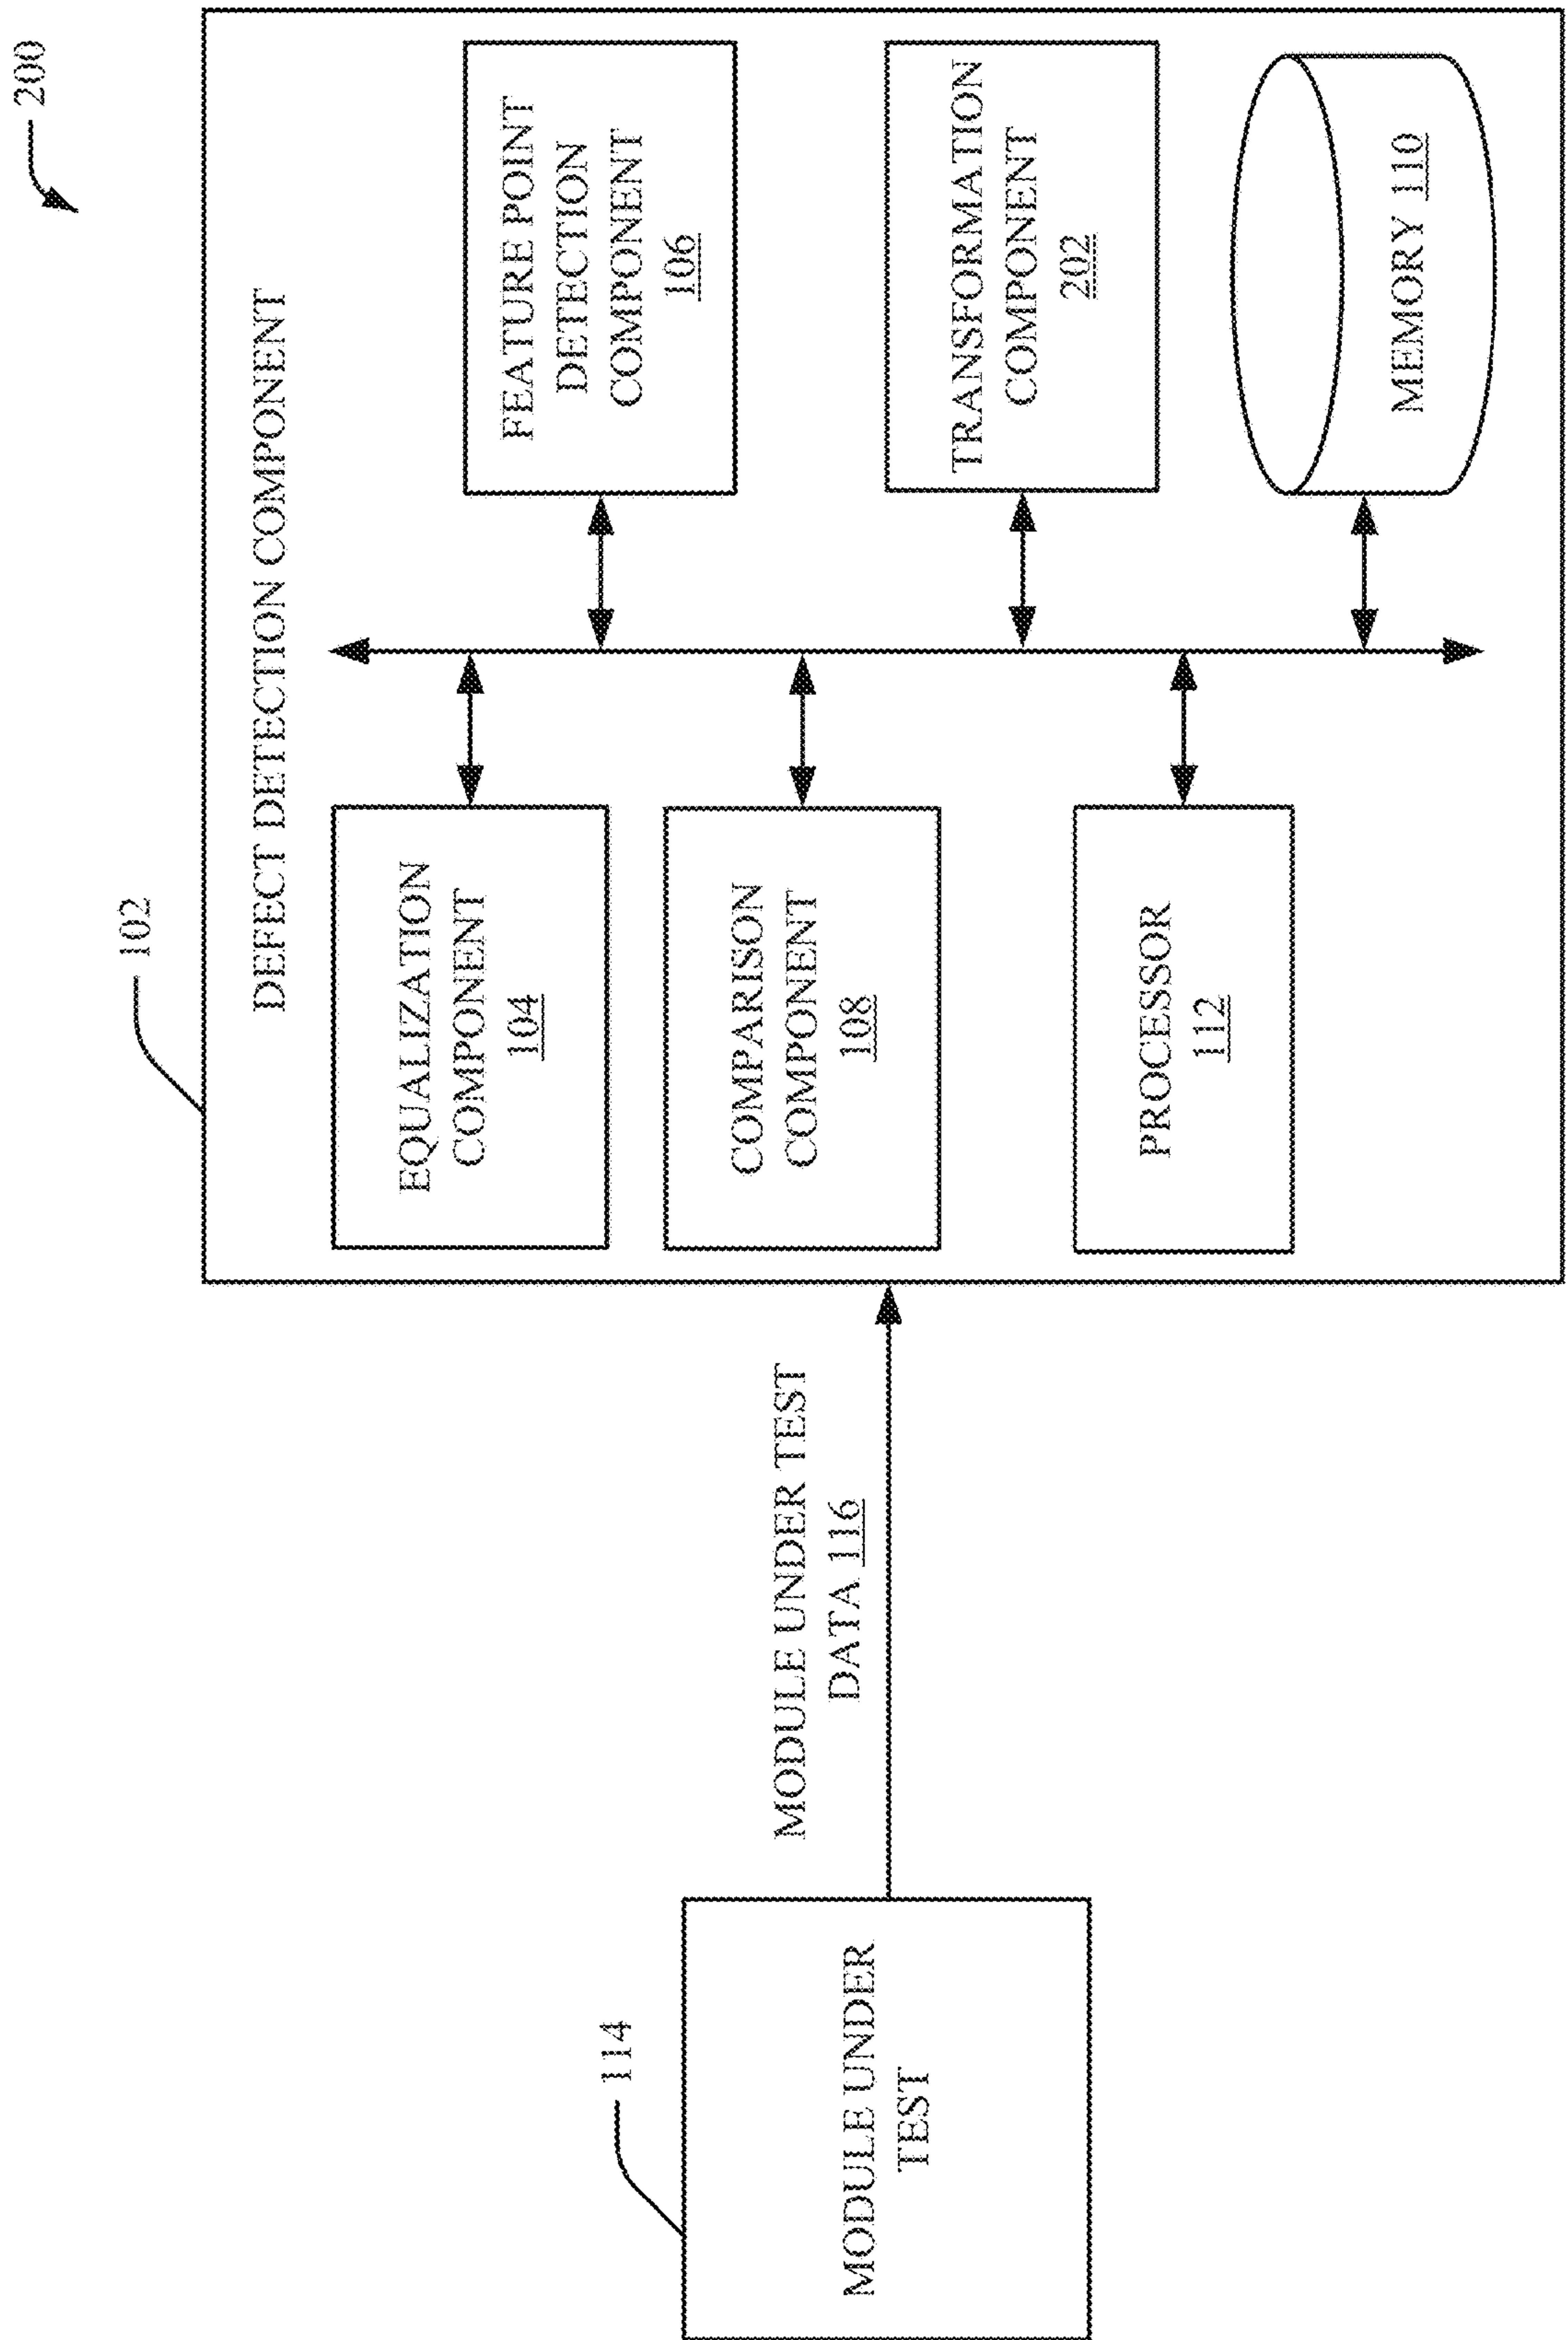 200
102
DEFECT DETECTION COMPONENT
EQUALIZATION
COMPONENT
104
FEATURE POINT
DETECTION
COMPONENT
106
114
MODULE UNDER
TEST
MODULE UNDER TEST
DATA 116
COMPARISON
COMPONENT
108
TRANSFORMATION
COMPONENT
202
PROCESSOR
112
MEMORY 110